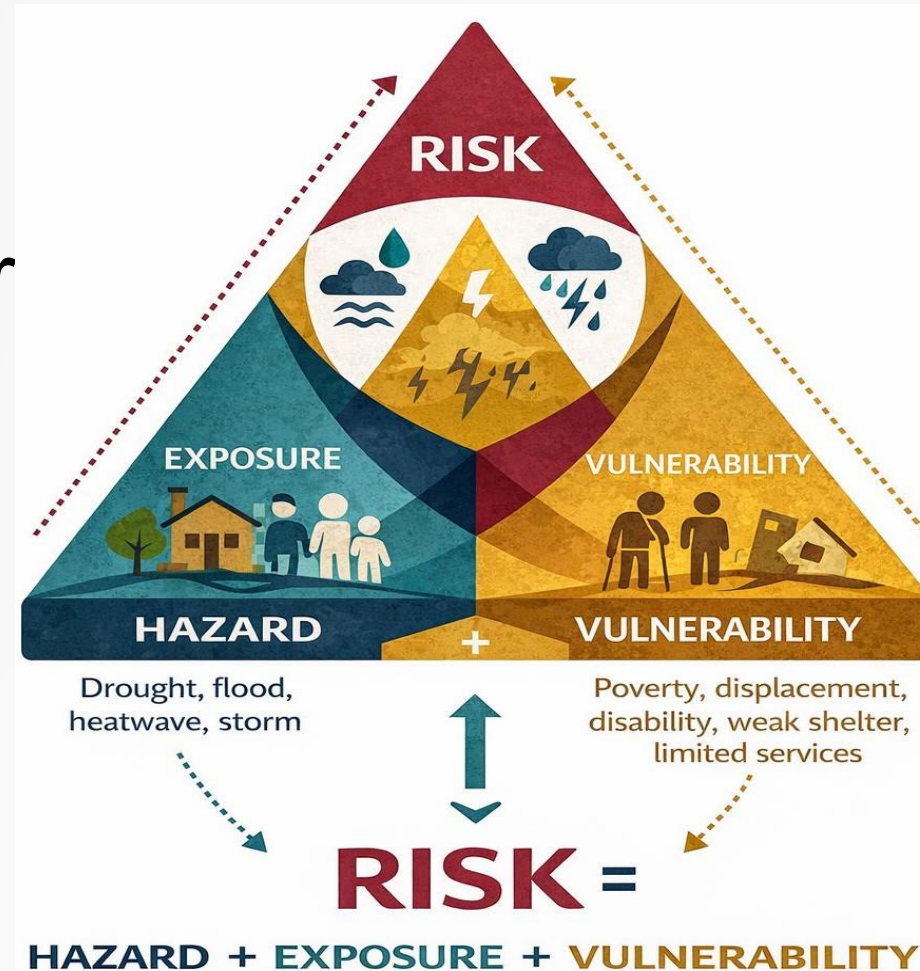 RISK
EXPOSURE
VULNERABILITY
HAZARD
+
VULNERABILITY
Drought, flood,
heatwave, storm
Poverty, displacement,
disability, weak shelter,
limited services
RISK =
HAZARD + EXPOSURE + VULNERABILITY